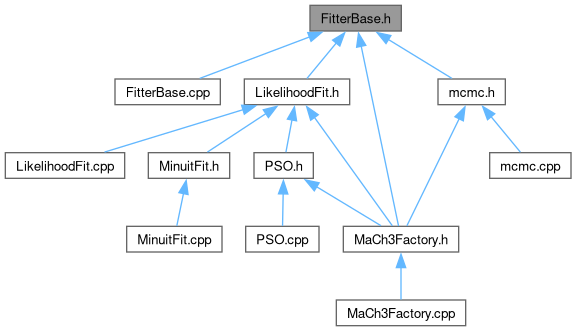 FitterBase.h
FitterBase.cpp
LikelihoodFit.h
mcmc.h
LikelihoodFit.cpp
MinuitFit.h
PSO.h
mcmc.cpp
MinuitFit.cpp
PSO.cpp
MaCh3Factory.h
MaCh3Factory.cpp